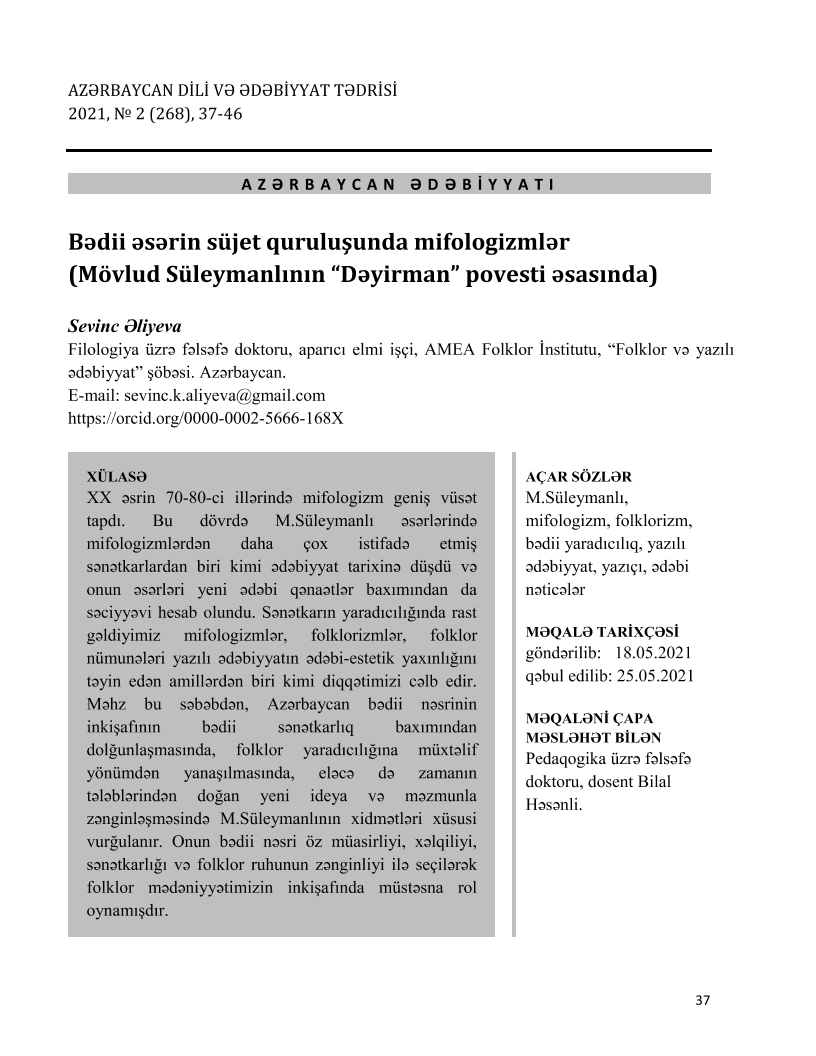 AZƏRBAYCAN DİLİ VƏ ƏDƏBİYYAT TƏDRİSİ
2021, № 2 (268), 37-46
AZƏRBAYCAN ƏDƏBİYYATI
Bədii əsərin süjet quruluşunda mifologizmlər
(Mövlud Süleymanlının “Dəyirman” povesti əsasında)
Sevinc Əliyeva
Filologiya üzrə fəlsəfə doktoru, aparıcı elmi işçi, AMEA Folklor İnstitutu, “Folklor və yazılı
ədəbiyyat” şöbəsi. Azərbaycan.
E-mail: sevinc.k.aliyeva@gmail.com
https://orcid.org/0000-0002-5666-168X
XÜLASƏ
XX əsrin 70-80-ci illərində mifologizm geniş vüsət
tapdı. Bu dövrdə M.Süleymanlı əsərlərində
mifologizmlərdən daha çox istifadə etmiş
sənətkarlardan biri kimi ədəbiyyat tarixinə düşdü və
onun əsərləri yeni ədəbi qənaətlər baxımından da
səciyyəvi hesab olundu. Sənətkarın yaradıcılığında rast
gəldiyimiz mifologizmlər, folklorizmlər, folklor
nümunələri yazılı ədəbiyyatın ədəbi-estetik yaxınlığını
təyin edən amillərdən biri kimi diqqətimizi cəlb edir.
Məhz bu səbəbdən, Azərbaycan bədii nəsrinin
inkişafının bədii sənətkarlıq baxımından
dolğunlaşmasında, folklor yaradıcılığına müxtəlif
yönümdən yanaşılmasında, eləcə də zamanın
tələblərindən doğan yeni ideya və məzmunla
zənginləşməsində M.Süleymanlının xidmətləri xüsusi
vurğulanır. Onun bədii nəsri öz müasirliyi, xəlqiliyi,
sənətkarlığı və folklor ruhunun zənginliyi ilə seçilərək
folklor mədəniyyətimizin inkişafında müstəsna rol
oynamışdır.
AÇAR SÖZLƏR
M.Süleymanlı,
mifologizm, folklorizm,
bədii yaradıcılıq, yazılı
ədəbiyyat, yazıçı, ədəbi
nəticələr
MƏQALƏ TARİXÇƏSİ
göndərilib: 18.05.2021
qəbul edilib: 25.05.2021
MƏQALƏNİ ÇAPA
MƏSLƏHƏT BİLƏN
Pedaqogika üzrə fəlsəfə
doktoru, dosent Bilal
Həsənli.
37